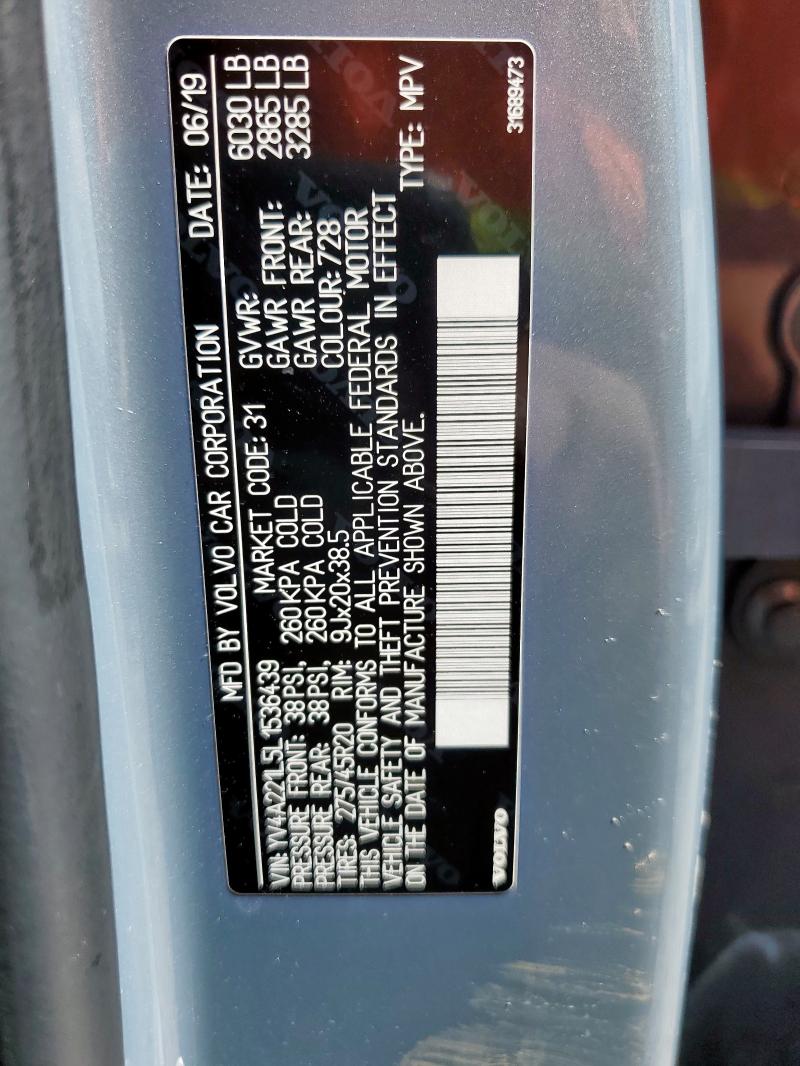 MFD BY VOLVO CAR CORPORATION DATE: 06/19
VIN: YV4A221L5L1536439 MARKET CODE: 31 GVWR: 6030 LB
PRESSURE FRONT: 38PSI, 260KPA COLD GAWR FRONT: 2865 LB
PRESSURE REAR: 38PSI, 260KPA COLD GAWR REAR: 3285 LB
TIRES: 275/45R20 RIM: 9Jx20x38.5 COLOUR: 728
THIS VEHICLE CONFORMS TO ALL APPLICABLE FEDERAL MOTOR
VEHICLE SAFETY AND THEFT PREVENTION STANDARDS IN EFFECT
ON THE DATE OF MANUFACTURE SHOWN ABOVE. TYPE: MPV
VOLVO
31689473